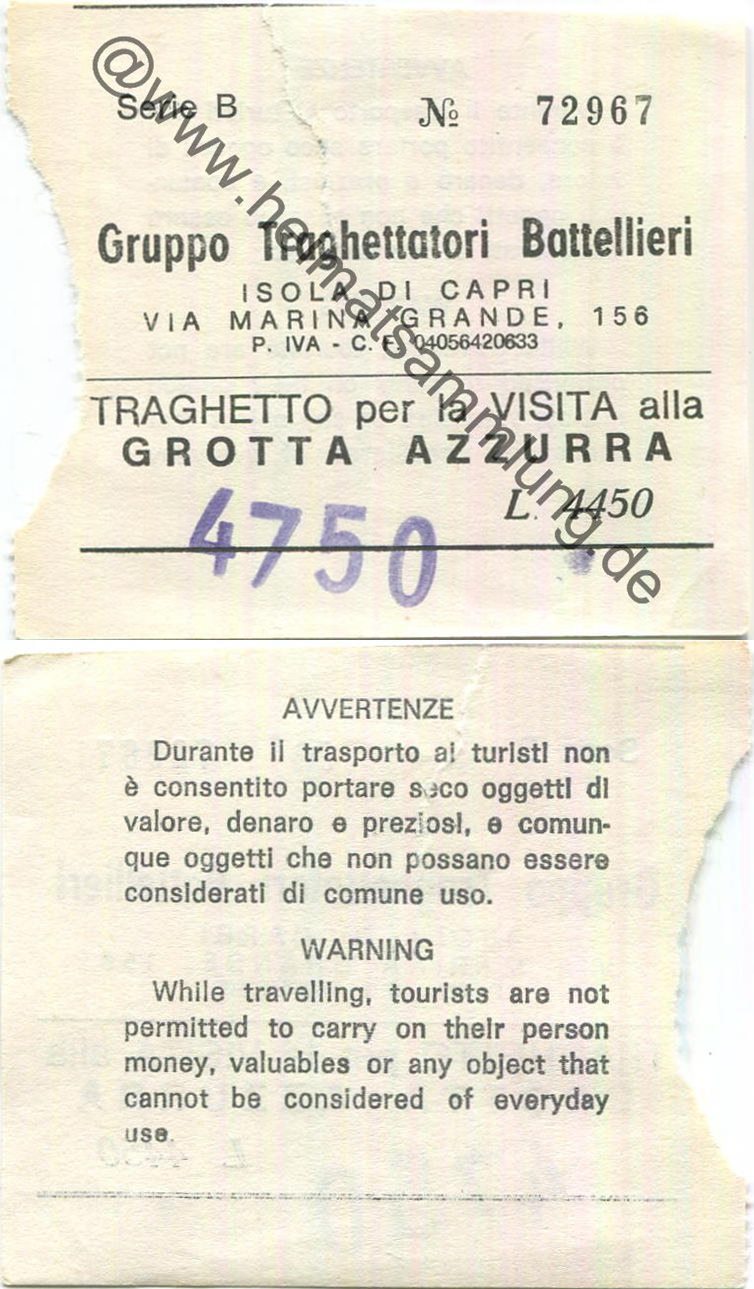 Serie B № 72967
Gruppo Traghettatori Battellieri
ISOLA DI CAPRI
VIA MARINA GRANDE, 156
P. IVA - C. F. 04056420633
TRAGHETTO per la VISITA alla
GROTTA AZZURRA
L. 4450
4750
@www.heimatsammlung.de
AVVERTENZE
Durante il trasporto ai turisti non
è consentito portare seco oggetti di
valore, denaro e preziosi, e comun-
que oggetti che non possano essere
considerati di comune uso.
WARNING
While travelling, tourists are not
permitted to carry on their person
money, valuables or any object that
cannot be considered of everyday
use.